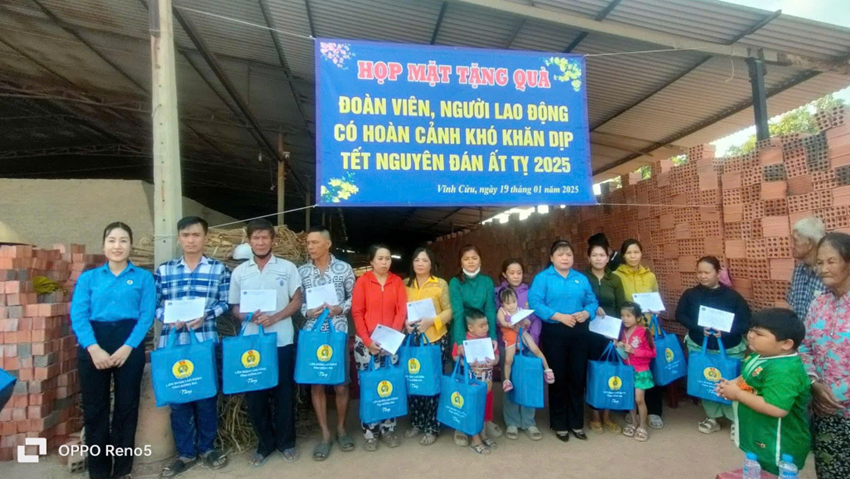 HỌP MẶT TẶNG QUÀ
ĐOÀN VIÊN, NGƯỜI LAO ĐỘNG
CÓ HOÀN CẢNH KHÓ KHĂN DỊP
TẾT NGUYÊN ĐÁN ẤT TỴ 2025
Vĩnh Cửu, ngày 19 tháng 01 năm 2025
OPPO Reno5